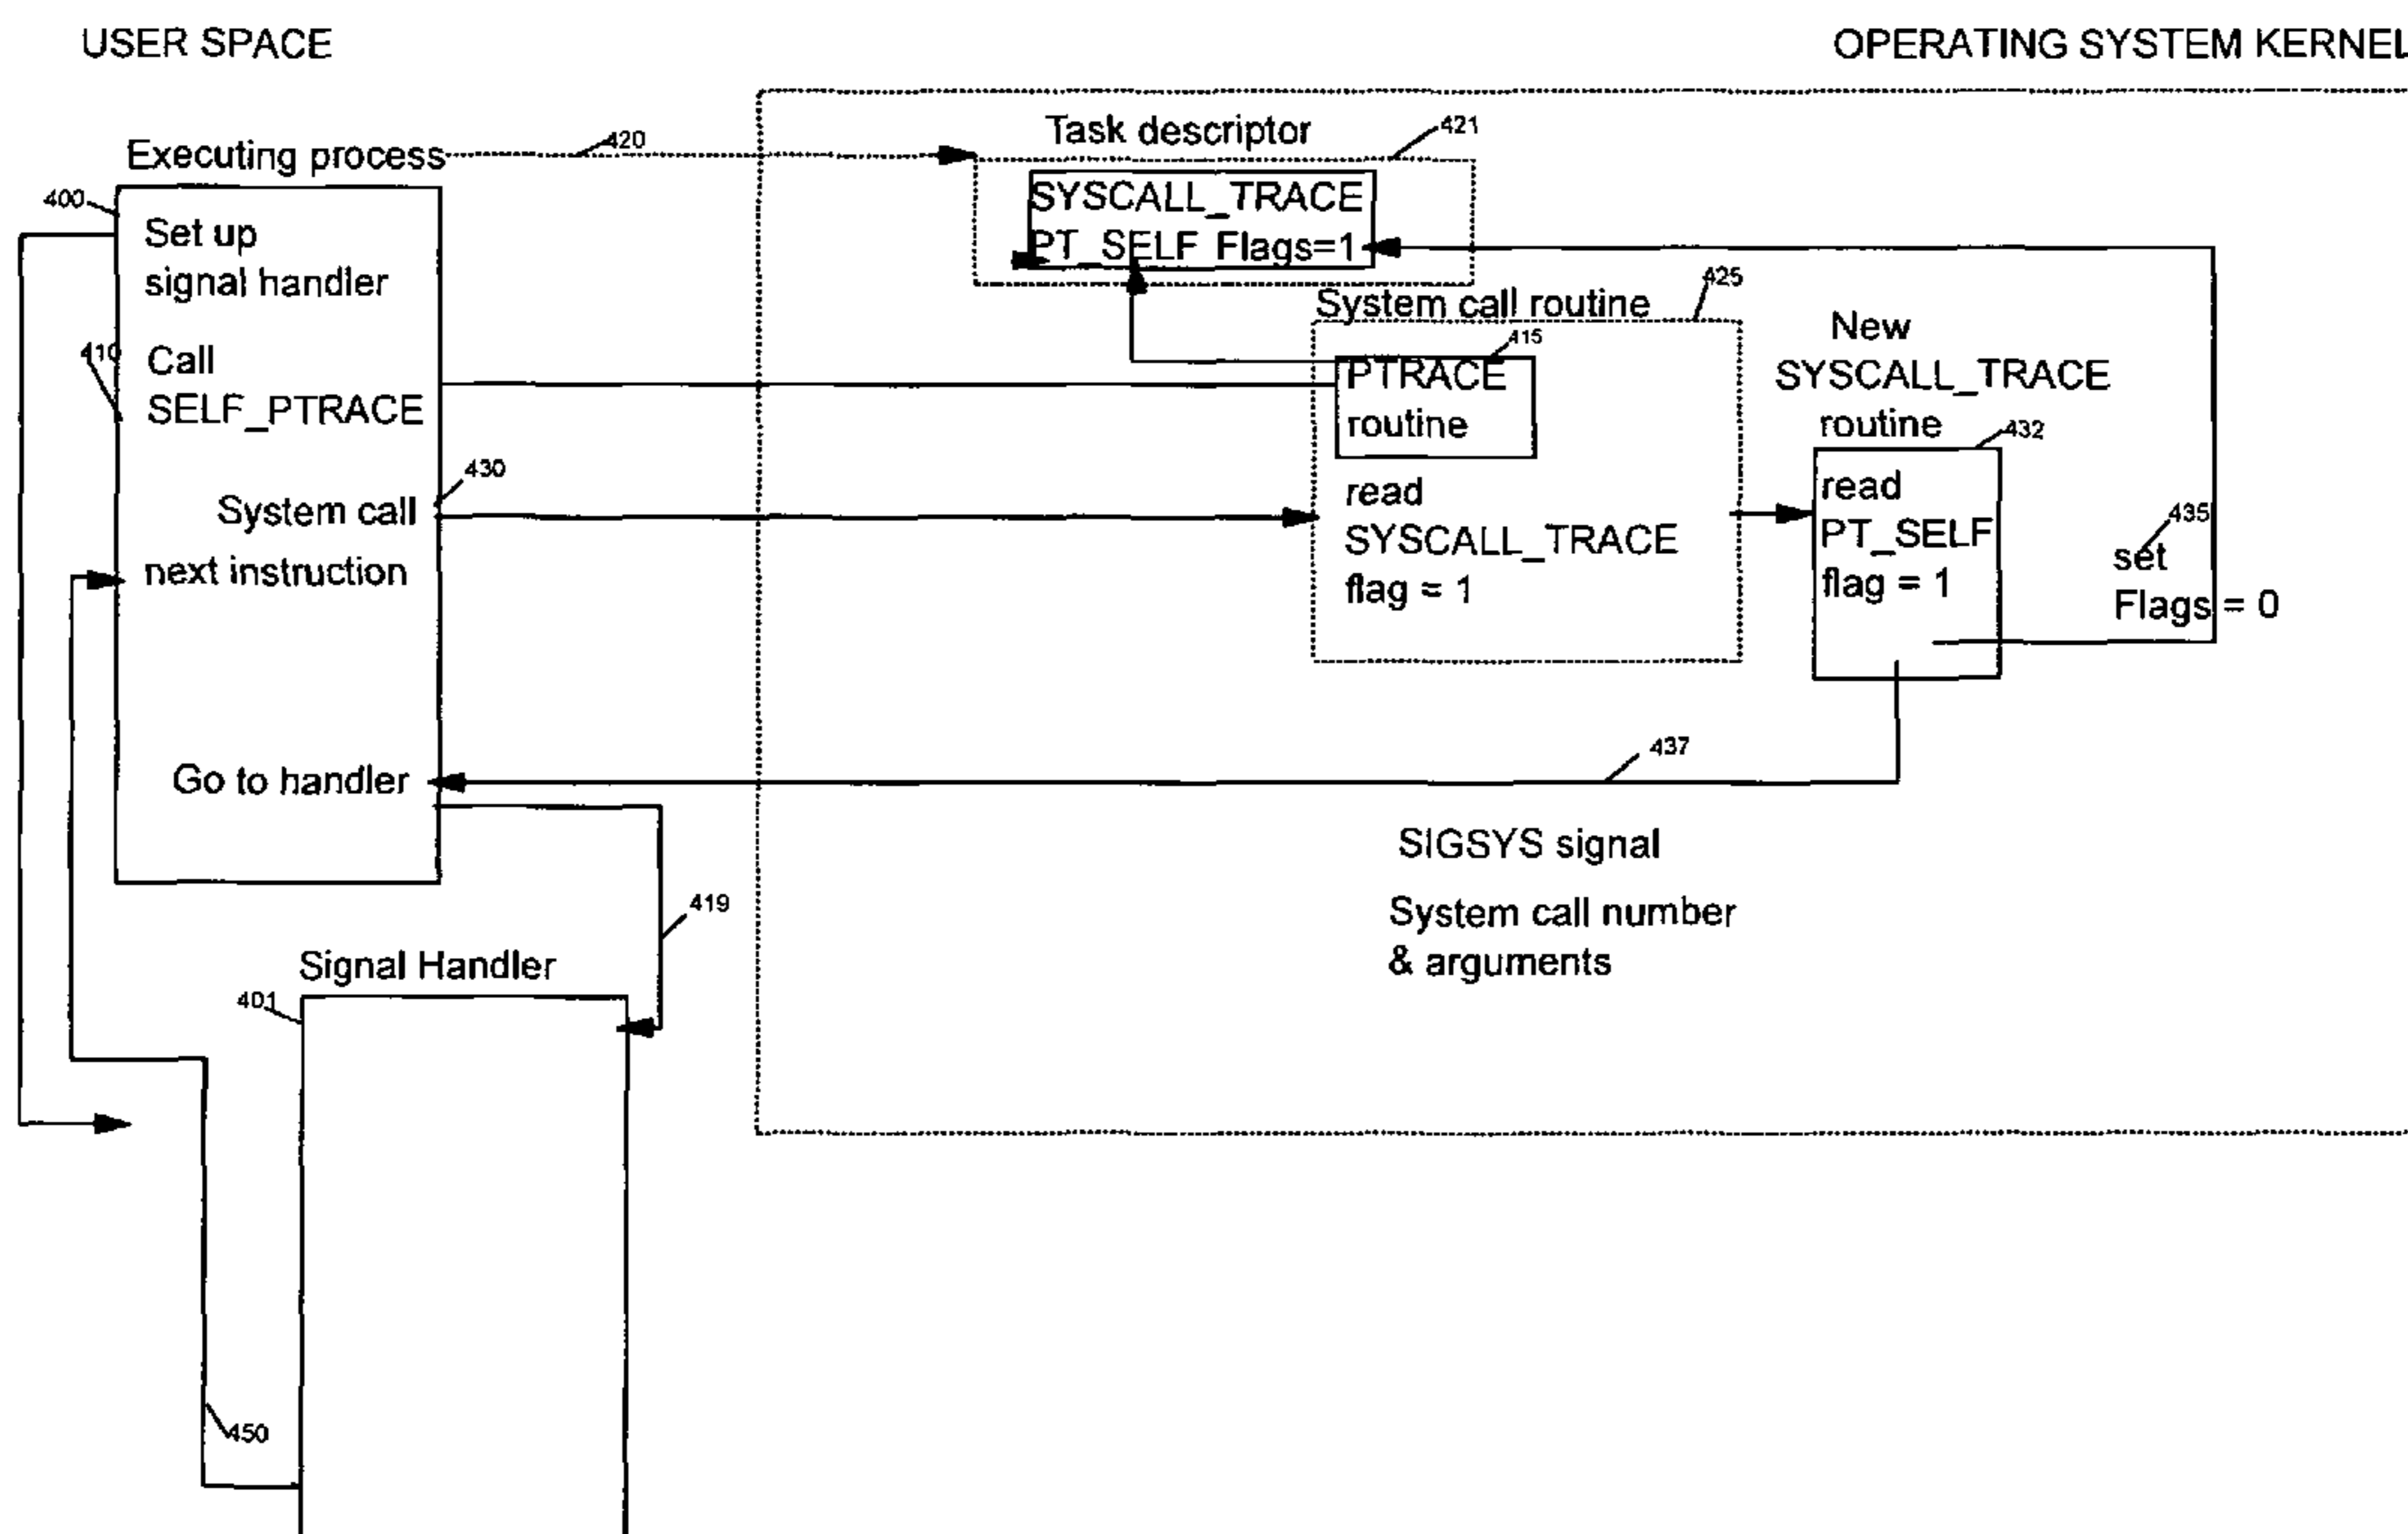 USER SPACE
OPERATING SYSTEM KERNEL
Executing process
420
Task descriptor
421
400
Set up
signal handler
SYSCALL_TRACE
PT_SELF Flags=1
410
Call
SELF_PTRACE
System call routine
425
415
PTRACE
routine
New
SYSCALL_TRACE
routine
432
430
System call
next instruction
read
SYSCALL_TRACE
flag = 1
read
PT_SELF
flag = 1
435
set
Flags = 0
Go to handler
437
419
SIGSYS signal
System call number
& arguments
Signal Handler
401
450